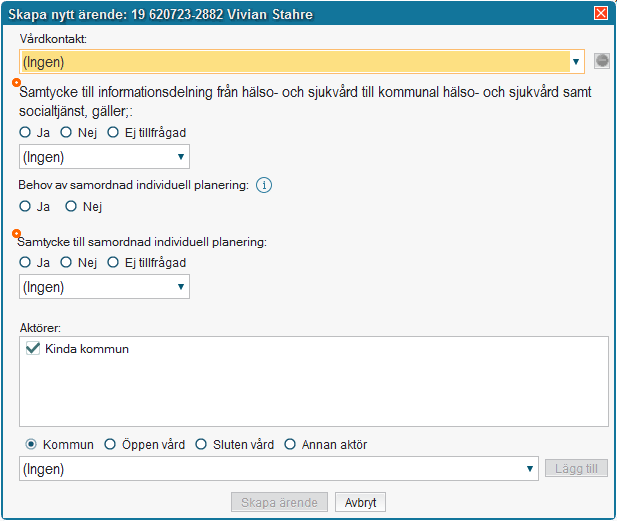 Skapa nytt ärende: 19 620723-2882 Vivian Stahre
Vårdkontakt:
(Ingen)
Samtycke till informationsdelning från hälso- och sjukvård till kommunal hälso- och sjukvård samt
socialtjänst, gäller;:
Ja Nej Ej tillfrågad
(Ingen)
Behov av samordnad individuell planering: i
Ja Nej
Samtycke till samordnad individuell planering:
Ja Nej Ej tillfrågad
(Ingen)
Aktörer:
Kinda kommun
Kommun Öppen vård Sluten vård Annan aktör
(Ingen) Lägg till
Skapa ärende Avbryt